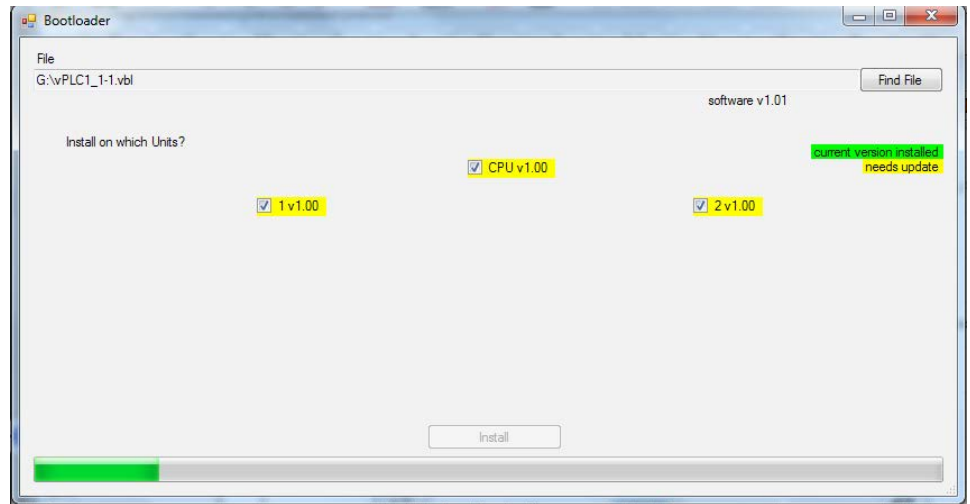 Bootloader
File
G:\vPLC1_1-1.vbl
Find File
software v1.01
Install on which Units?
current version installed
needs update
CPU v1.00
1 v1.00
2 v1.00
Install